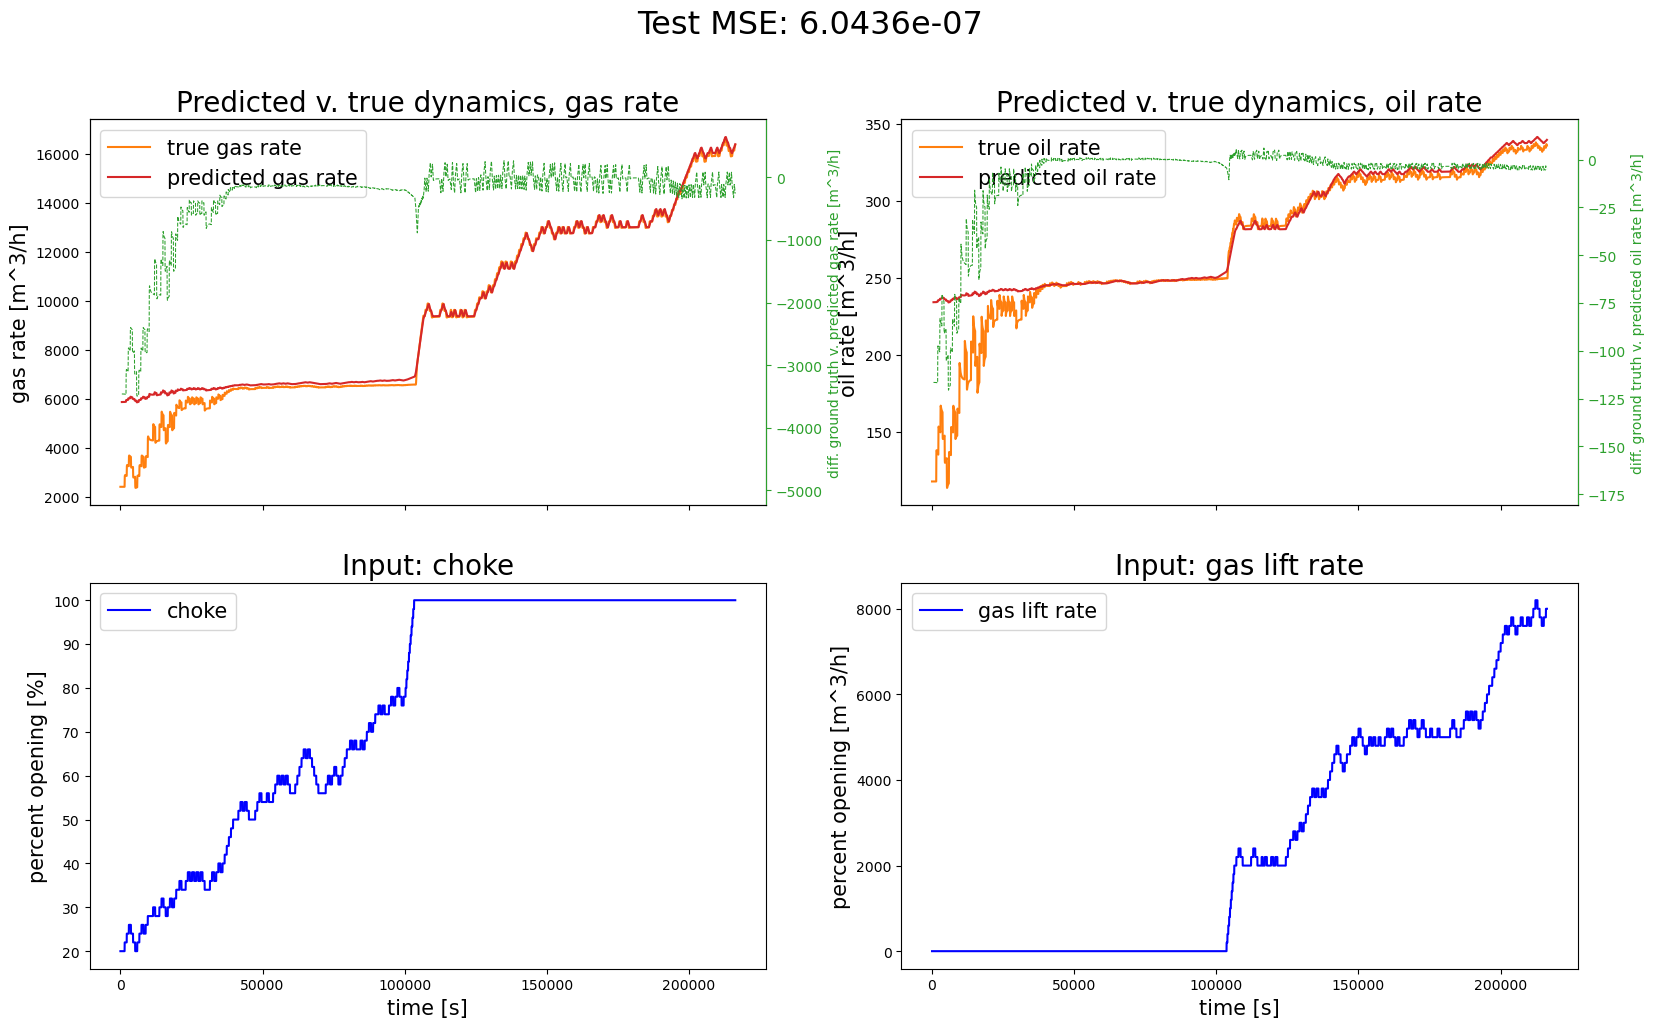 Test MSE: 6.0436e-07
Predicted v. true dynamics, gas rate
true gas rate
predicted gas rate
gas rate [m^3/h]
16000
14000
12000
10000
8000
6000
4000
2000
0
−1000
−2000
−3000
−4000
−5000
diff. ground truth v. predicted gas rate [m^3/h]
Predicted v. true dynamics, oil rate
true oil rate
predicted oil rate
oil rate [m^3/h]
350
300
250
200
150
0
−25
−50
−75
−100
−125
−150
−175
diff. ground truth v. predicted oil rate [m^3/h]
Input: choke
choke
percent opening [%]
100
90
80
70
60
50
40
30
20
0
50000
100000
150000
200000
time [s]
Input: gas lift rate
gas lift rate
percent opening [m^3/h]
8000
6000
4000
2000
0
0
50000
100000
150000
200000
time [s]